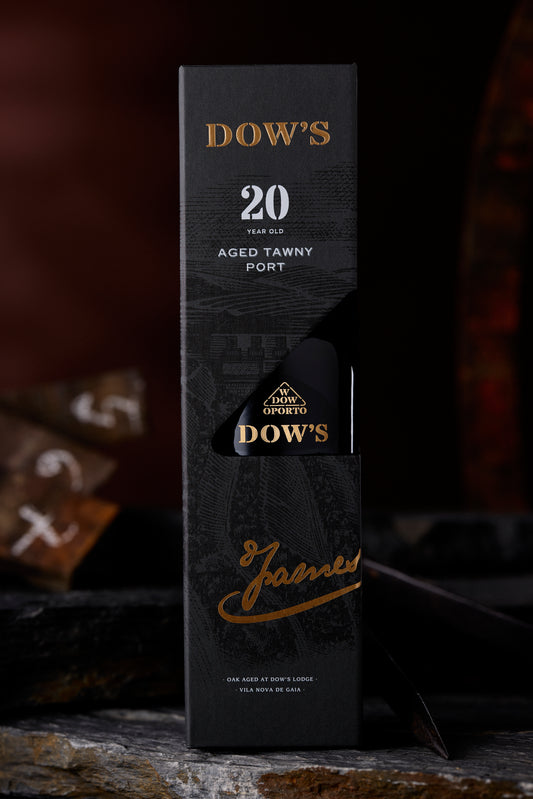 DOW'S
20
YEAR OLD
AGED TAWNY
PORT
W
DOW
OPORTO
DOW'S
James
· OAK AGED AT DOW'S LODGE ·
· VILA NOVA DE GAIA ·